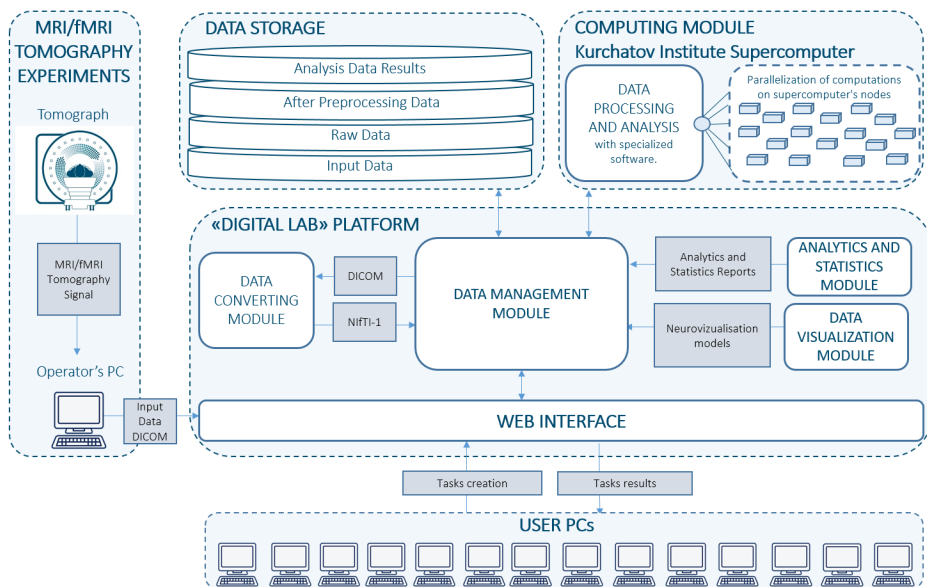 MRI/fMRI
TOMOGRAPHY
EXPERIMENTS
Tomograph
MRI/fMRI
Tomography
Signal
Operator's PC
Input
Data
DICOM
DATA STORAGE
Analysis Data Results
After Preprocessing Data
Raw Data
Input Data
COMPUTING MODULE
Kurchatov Institute Supercomputer
DATA
PROCESSING
AND ANALYSIS
with specialized
software.
Parallelization of computations
on supercomputer's nodes
«DIGITAL LAB» PLATFORM
DATA
CONVERTING
MODULE
DICOM
NIfTI-1
DATA MANAGEMENT
MODULE
Analytics and
Statistics Reports
ANALYTICS AND
STATISTICS
MODULE
Neurovizualisation
models
DATA
VISUALIZATION
MODULE
WEB INTERFACE
Tasks creation
Tasks results
USER PCs